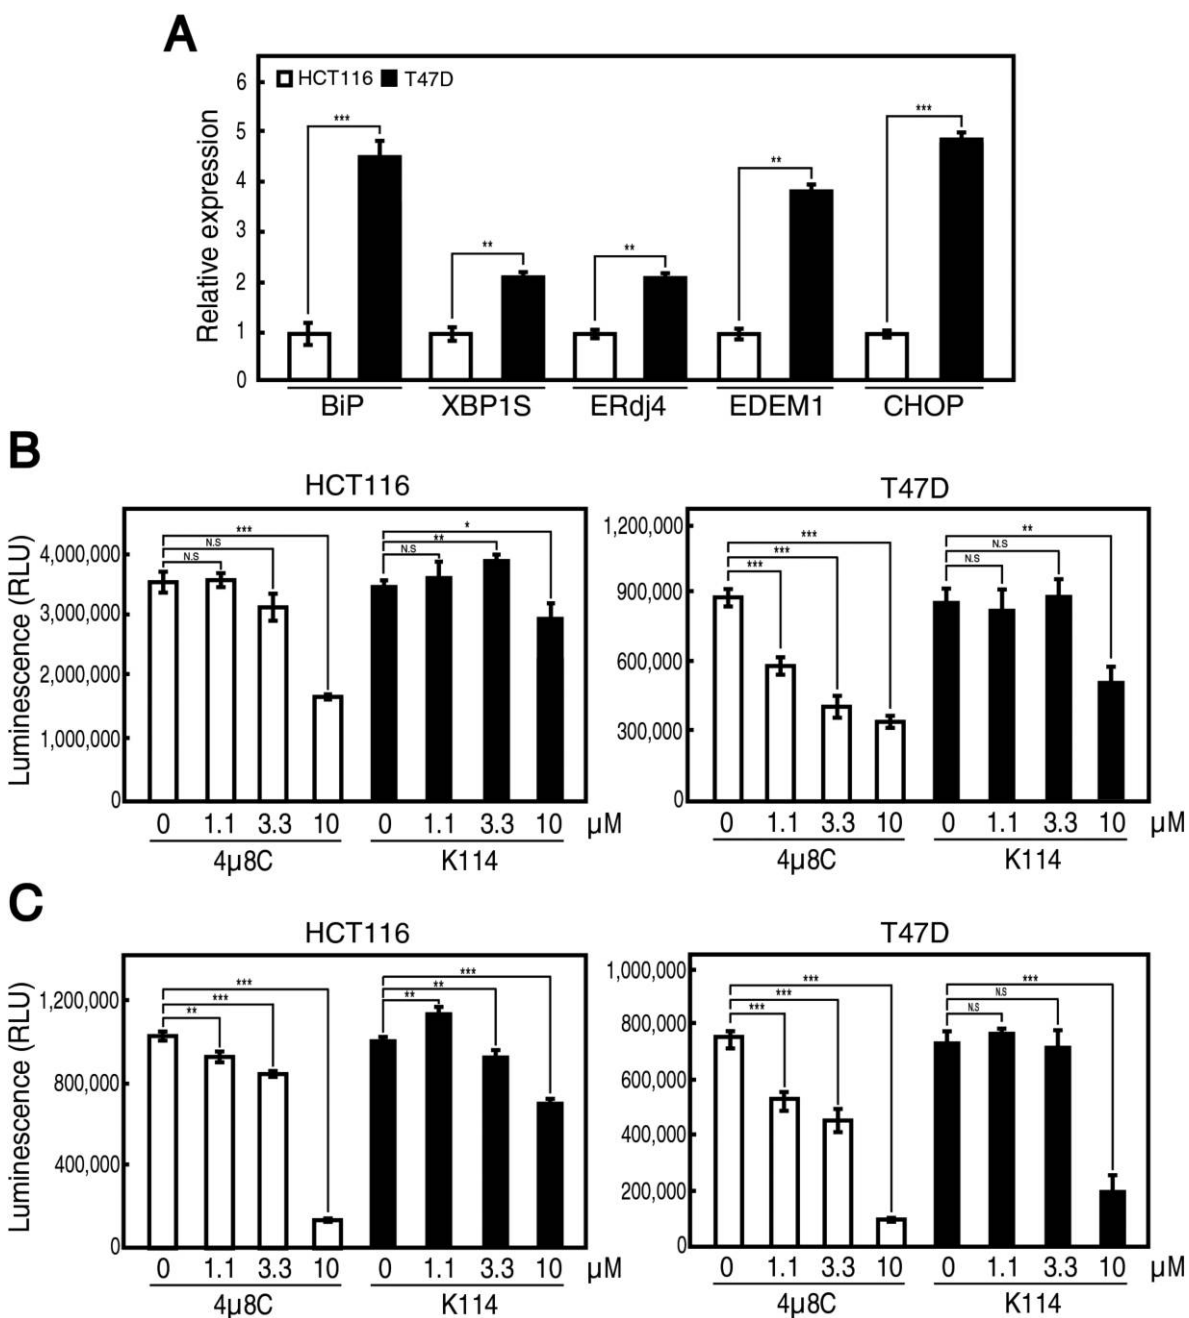 A
HCT116 T47D
Relative expression
6
5
4
3
2
1
0
***
**
**
**
***
BiP XBP1S ERdj4 EDEM1 CHOP
B
HCT116
Luminescence (RLU)
4,000,000
3,000,000
2,000,000
1,000,000
0
***
N.S
N.S
*
**
N.S
0 1.1 3.3 10 0 1.1 3.3 10 µM
4µ8C K114
T47D
1,200,000
900,000
600,000
300,000
0
***
***
***
**
N.S
N.S
0 1.1 3.3 10 0 1.1 3.3 10 µM
4µ8C K114
C
HCT116
Luminescence (RLU)
1,200,000
800,000
400,000
0
***
***
**
***
**
**
0 1.1 3.3 10 0 1.1 3.3 10 µM
4µ8C K114
T47D
1,000,000
800,000
600,000
400,000
200,000
0
***
***
***
***
N.S
N.S
0 1.1 3.3 10 0 1.1 3.3 10 µM
4µ8C K114